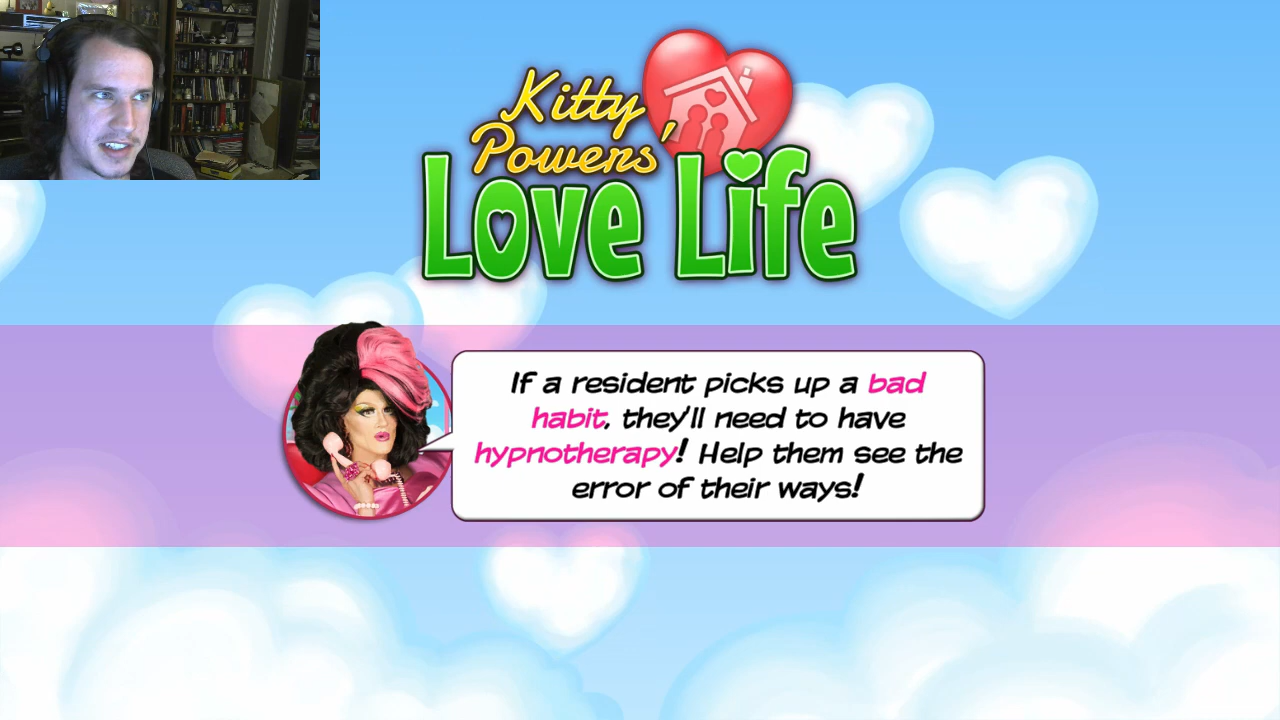 Kitty
Powers'
Love Life
If a resident picks up a bad
habit, they'll need to have
hypnotherapy! Help them see the
error of their ways!